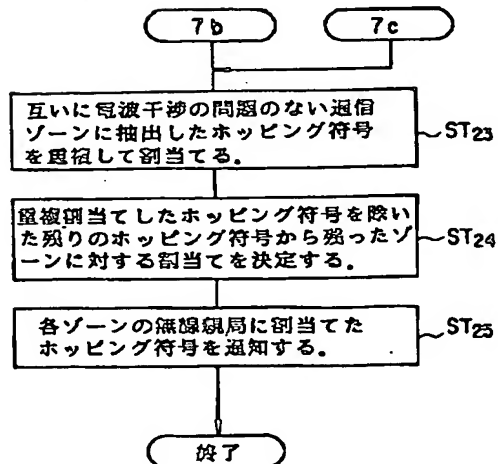 7b
7c
互いに電波干渉の問題のない通信
ゾーンに抽出したホッピング符号
を重複して割当てる。
ST23
重複割当てしたホッピング符号を除い
た残りのホッピング符号から残ったゾ
ーンに対する割当てを決定する。
ST24
各ゾーンの無線親局に割当てた
ホッピング符号を通知する。
ST25
終了